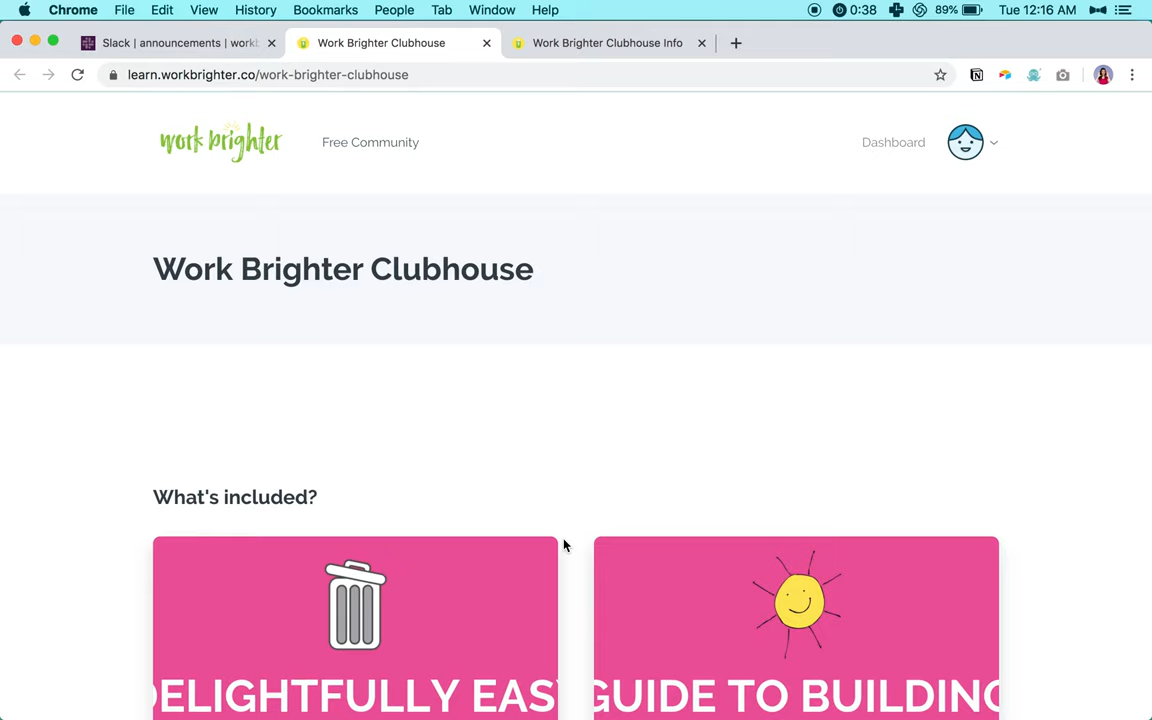 Chrome File Edit View History Bookmarks People Tab Window Help 0:38 89% Tue 12:16 AM
Slack | announcements | work Work Brighter Clubhouse Work Brighter Clubhouse Info
learn.workbrighter.co/work-brighter-clubhouse
work brighter Free Community Dashboard
Work Brighter Clubhouse
What's included?
ELIGHTFULLY EASY GUIDE TO BUILDING